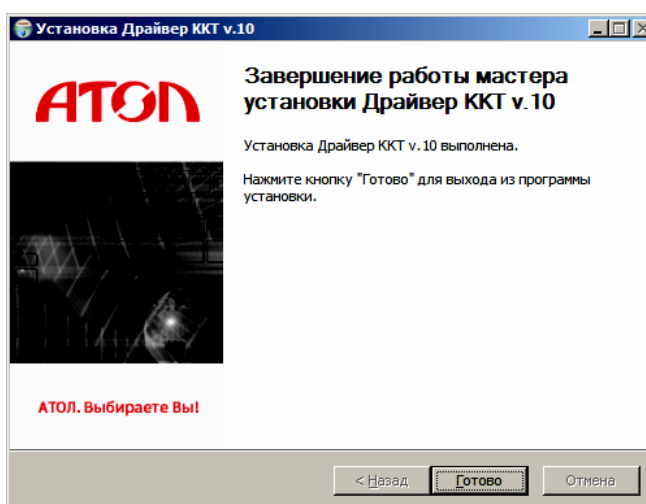 Установка Драйвер ККТ v.10
АТОЛ
Завершение работы мастера
установки Драйвер ККТ v.10
Установка Драйвер ККТ v.10 выполнена.
Нажмите кнопку "Готово" для выхода из программы
установки.
АТОЛ. Выбираете Вы!
< Назад
Готово
Отмена